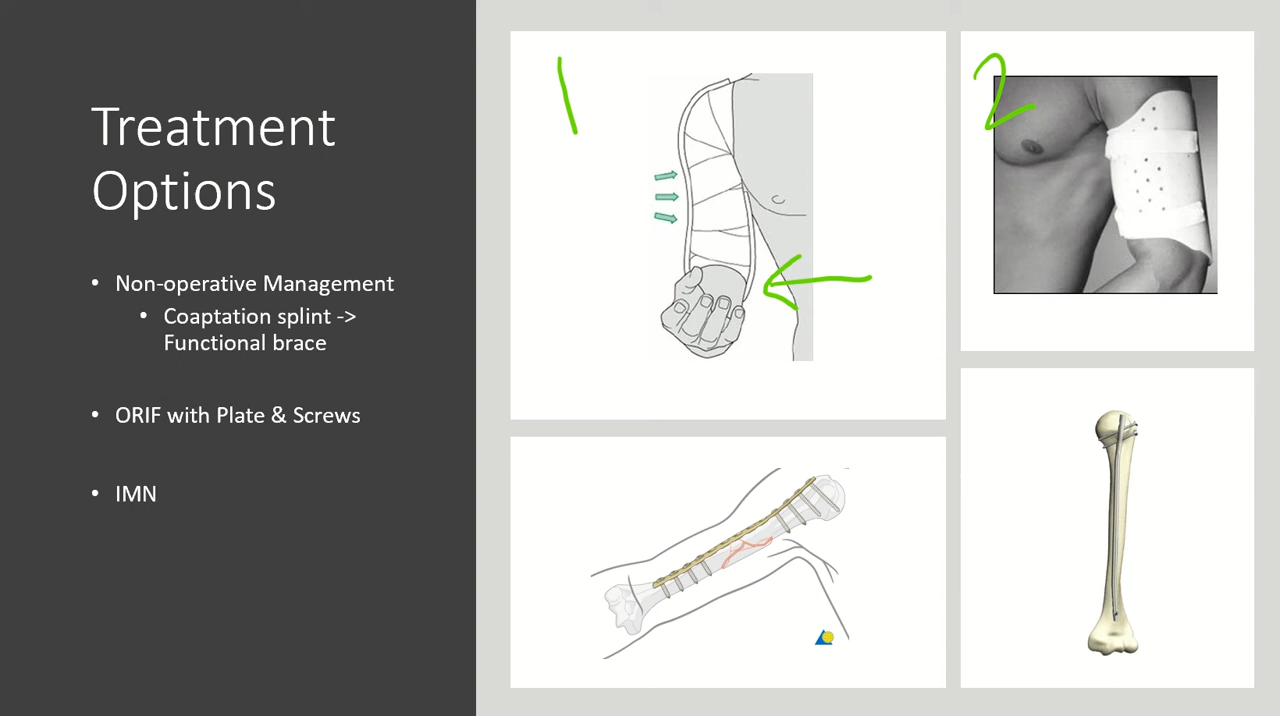 Treatment
Options
• Non-operative Management
• Coaptation splint ->
Functional brace
• ORIF with Plate & Screws
• IMN
1
2